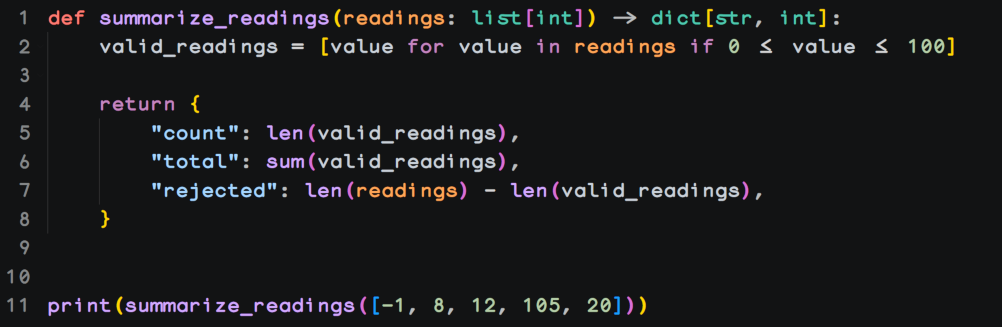 1 def summarize_readings(readings: list[int]) → dict[str, int]:
2     valid_readings = [value for value in readings if 0 ≤ value ≤ 100]
3
4     return {
5         "count": len(valid_readings),
6         "total": sum(valid_readings),
7         "rejected": len(readings) - len(valid_readings),
8     }
9
10
11 print(summarize_readings([-1, 8, 12, 105, 20]))